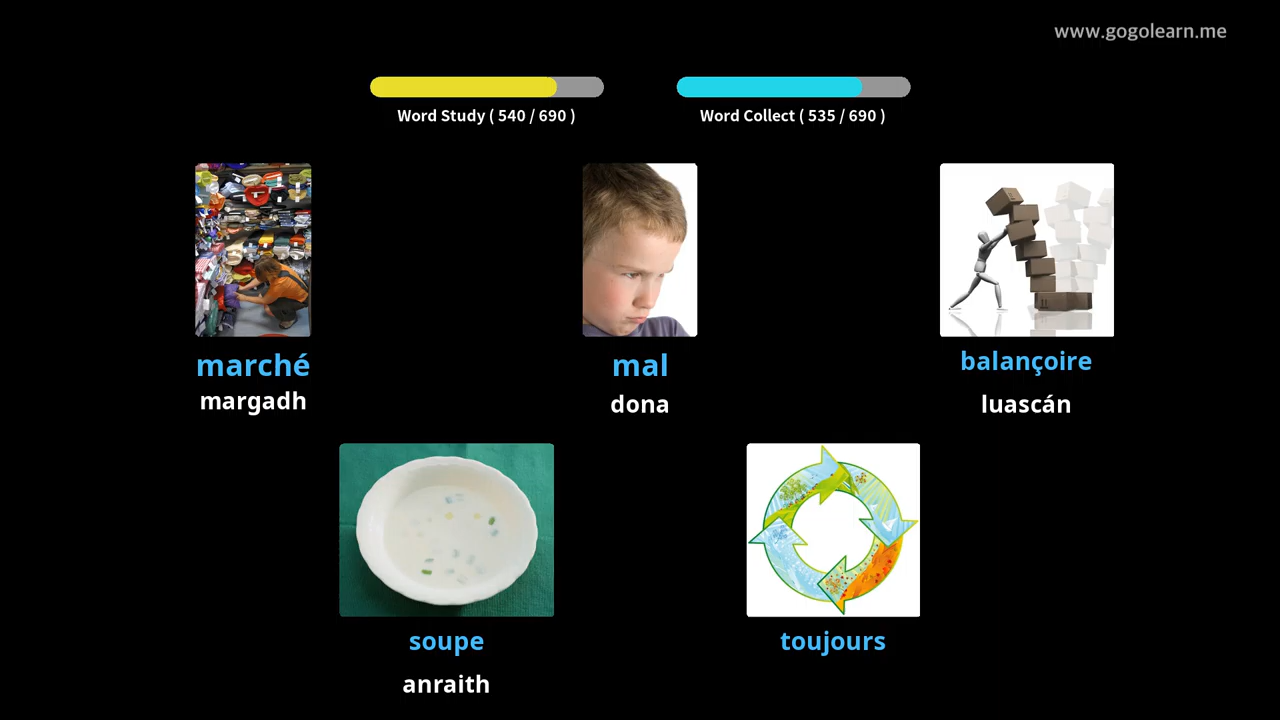 www.gogolearn.me
Word Study ( 540 / 690 )
Word Collect ( 535 / 690 )
marché
margadh
mal
dona
balançoire
luascán
soupe
anraith
toujours